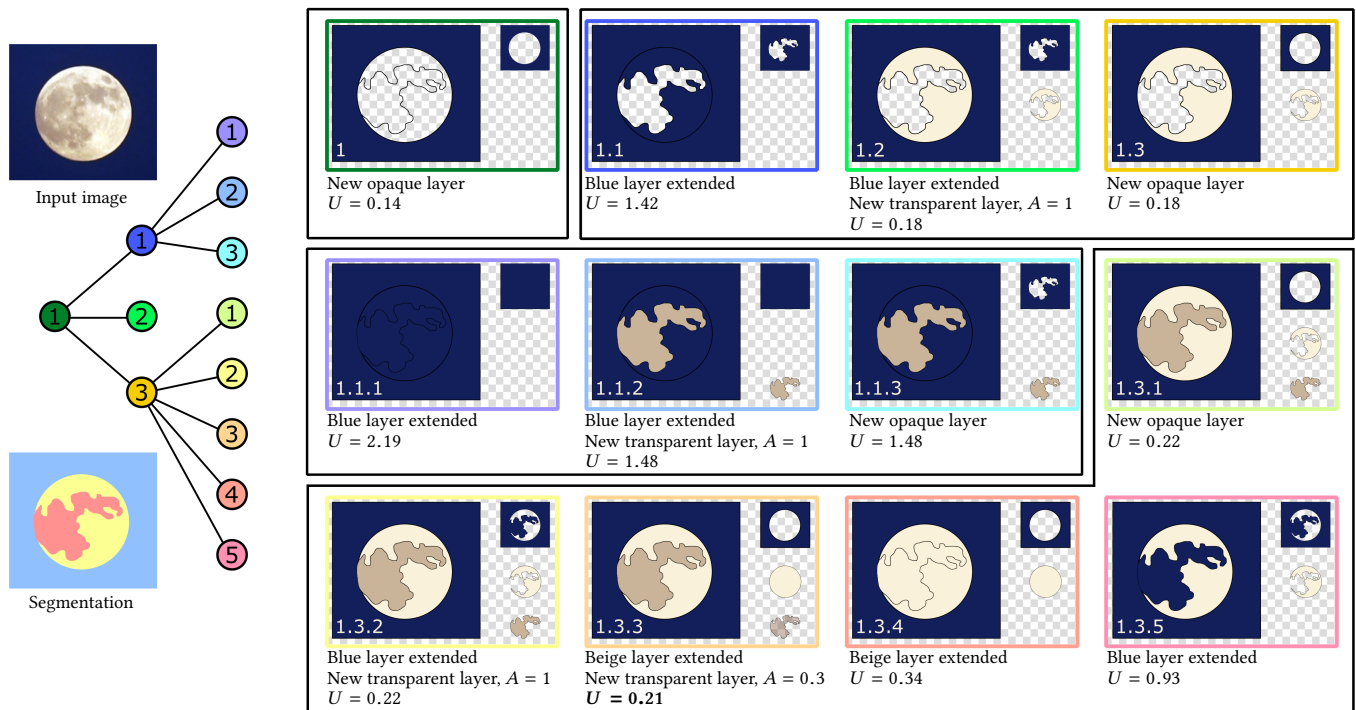 Input image
1
2
3
1
2
3
1
1
2
3
4
5
Segmentation
1
New opaque layer
U = 0.14
1.1
Blue layer extended
U = 1.42
1.2
Blue layer extended
New transparent layer, A = 1
U = 0.18
1.3
New opaque layer
U = 0.18
1.1.1
Blue layer extended
U = 2.19
1.1.2
Blue layer extended
New transparent layer, A = 1
U = 1.48
1.1.3
New opaque layer
U = 1.48
1.3.1
New opaque layer
U = 0.22
1.3.2
Blue layer extended
New transparent layer, A = 1
U = 0.22
1.3.3
Beige layer extended
New transparent layer, A = 0.3
U = 0.21
1.3.4
Beige layer extended
U = 0.34
1.3.5
Blue layer extended
U = 0.93